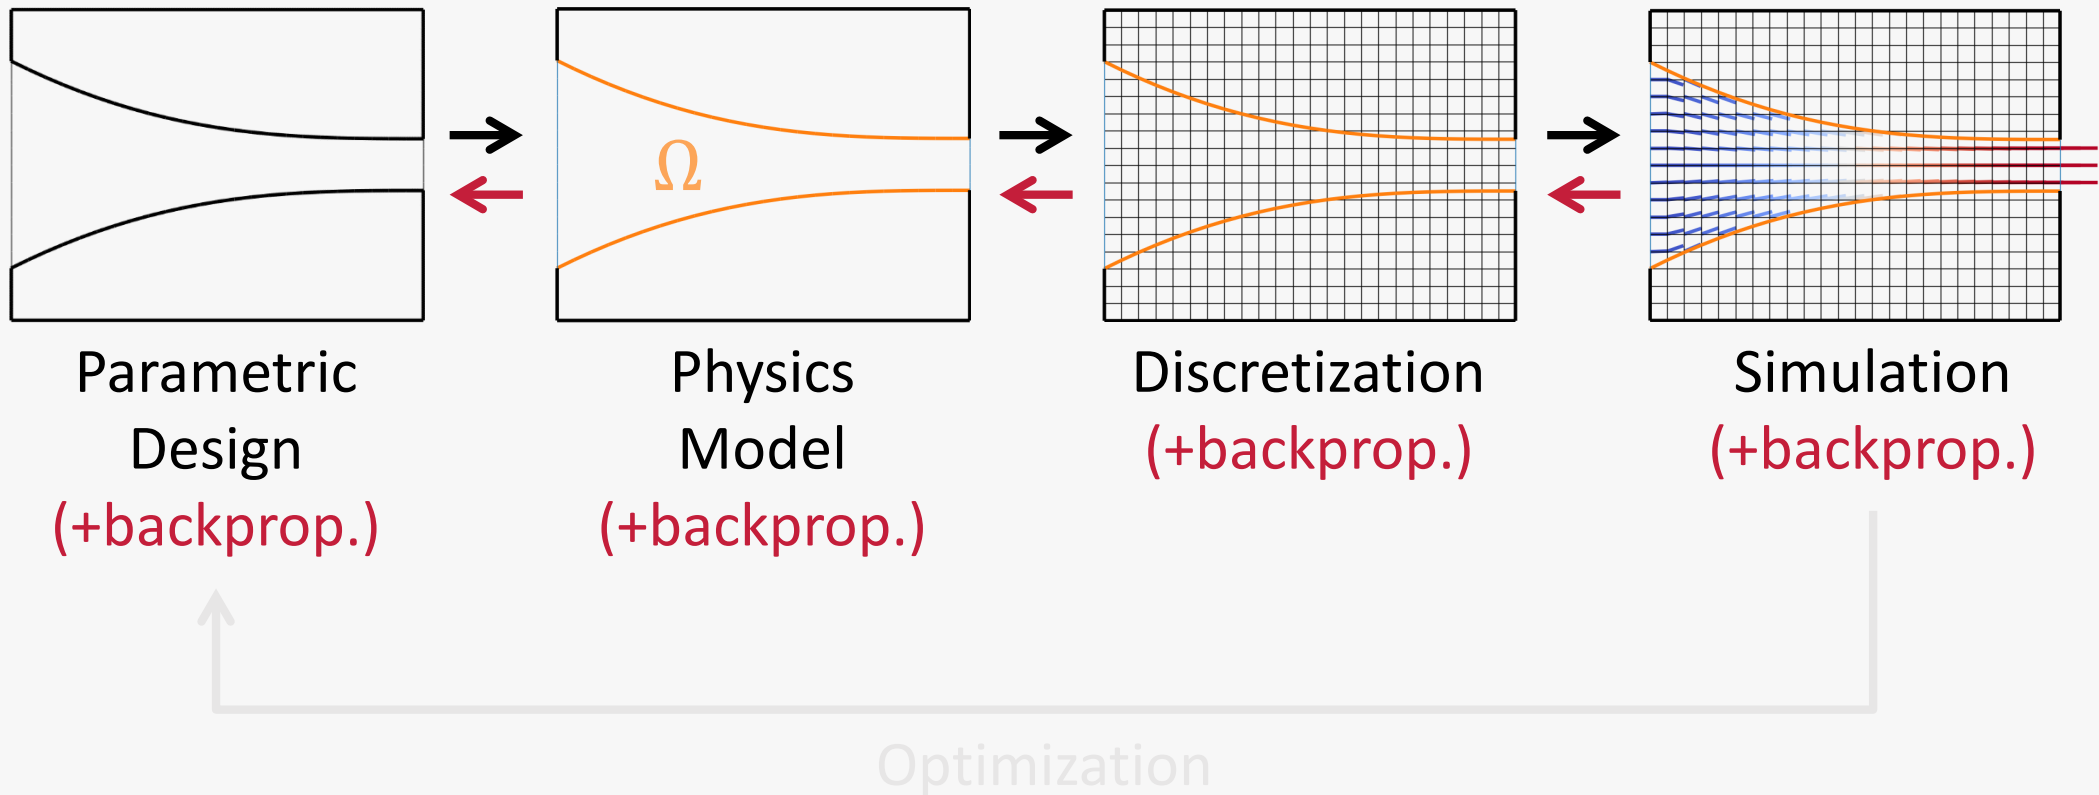 Ω
Parametric
Design
(+backprop.)
Physics
Model
(+backprop.)
Discretization
(+backprop.)
Simulation
(+backprop.)
Optimization